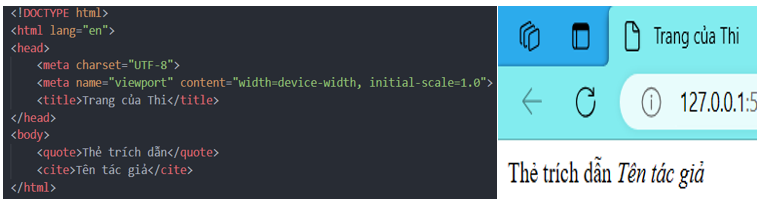 <!DOCTYPE html>
<html lang="en">
<head>
<meta charset="UTF-8">
<meta name="viewport" content="width=device-width, initial-scale=1.0">
<title>Trang của Thi</title>
</head>
<body>
<quote>Thẻ trích dẫn</quote>
<cite>Tên tác giả</cite>
</html>
Trang của Thi
127.0.0.1:5
Thẻ trích dẫn Tên tác giả